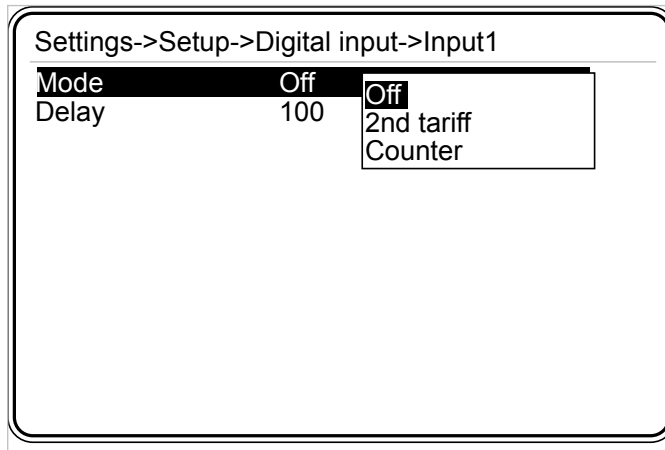 Settings->Setup->Digital input->Input1
Mode Off
Delay 100
Off
2nd tariff
Counter